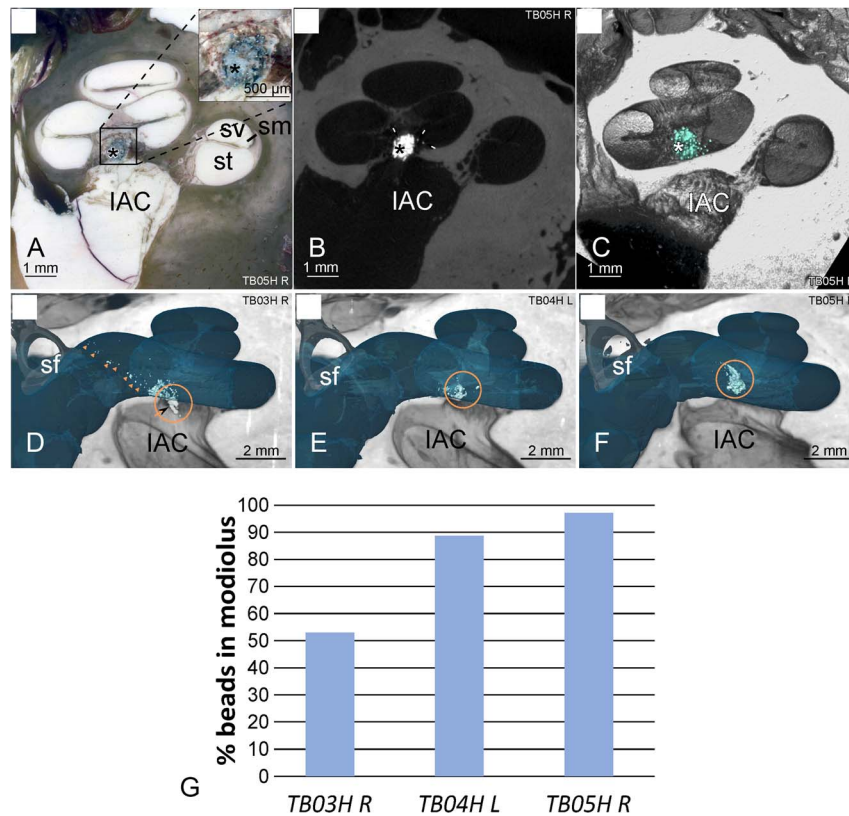 500 µm
*
sv
sm
*
st
IAC
A
1 mm
TB05H R
TB05H R
*
IAC
B
1 mm
*
IAC
C
1 mm
TB03H R
sf
IAC
D
2 mm
TB04H L
sf
IAC
E
2 mm
sf
IAC
F
2 mm
% beads in modiolus
100
90
80
70
60
50
40
30
20
10
0
G
TB03H R
TB04H L
TB05H R